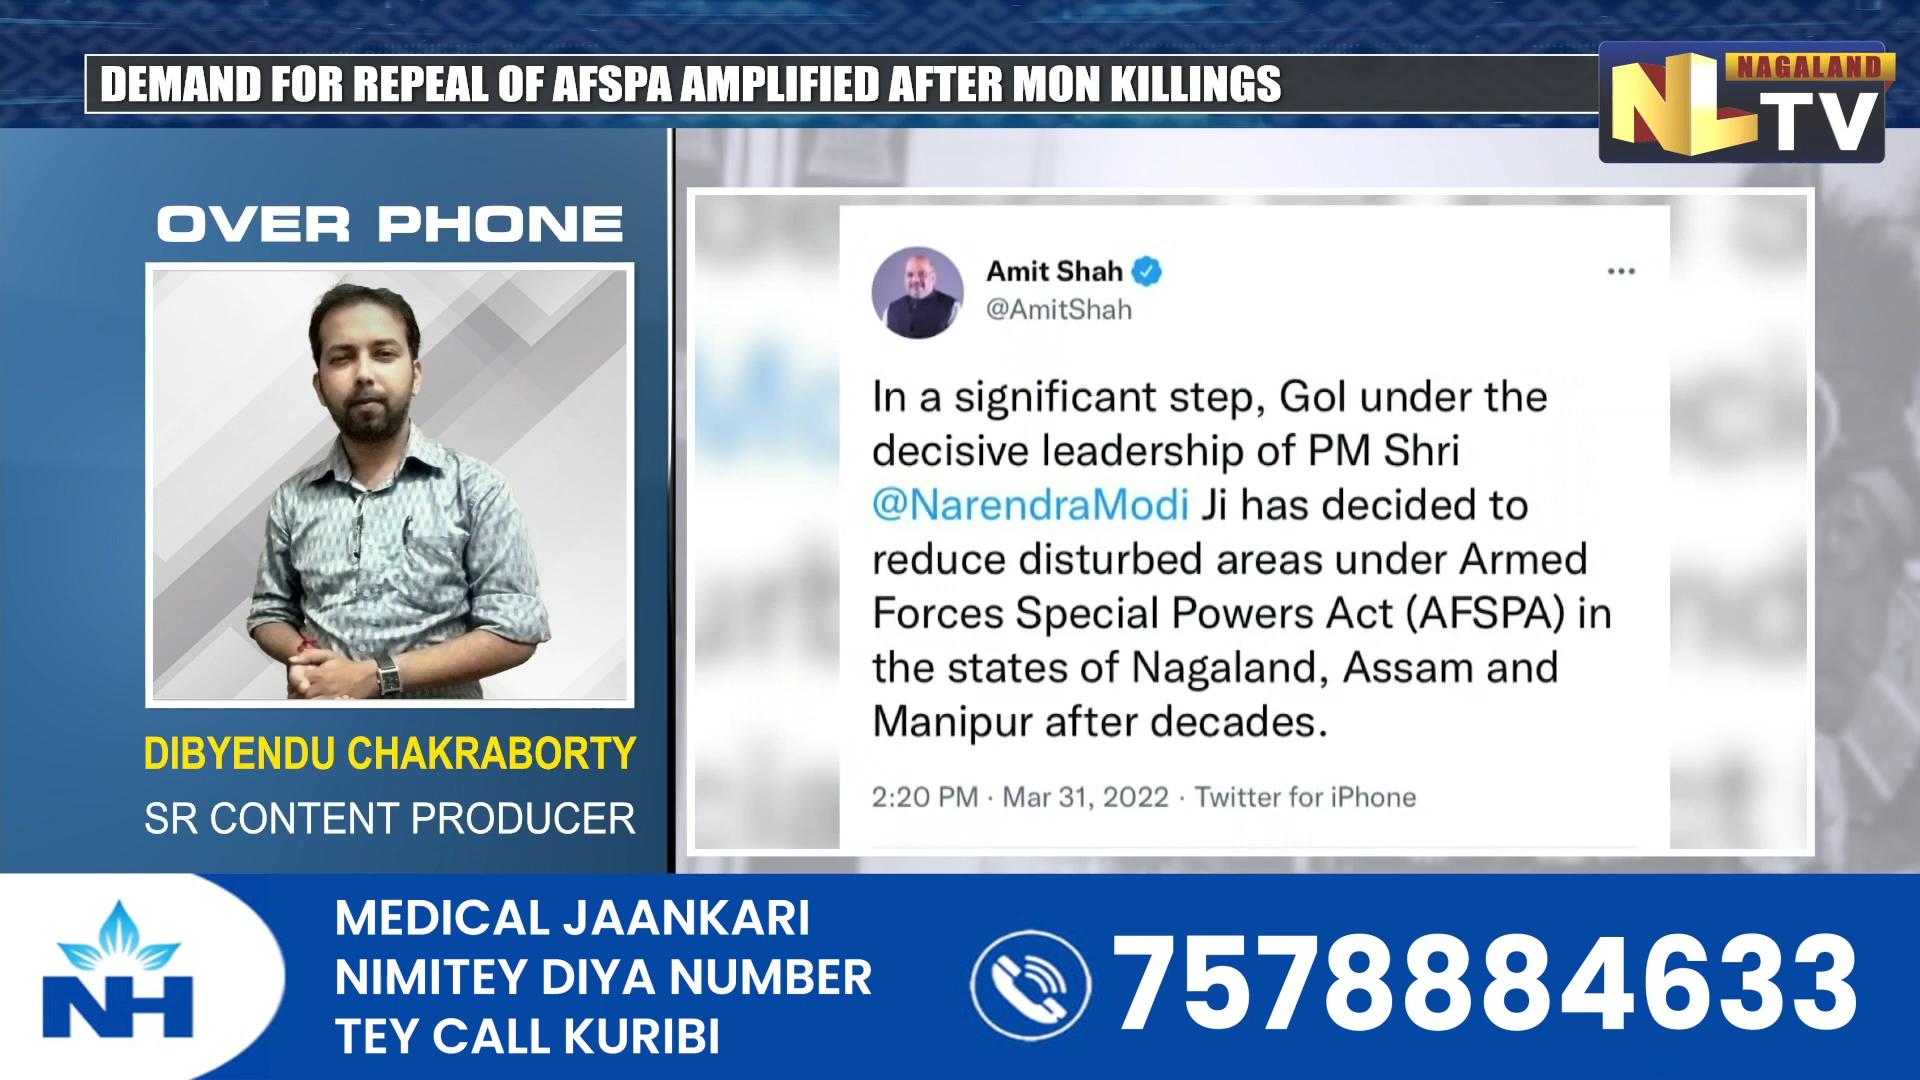 DEMAND FOR REPEAL OF AFSPA AMPLIFIED AFTER MON KILLINGS
NAGALAND
NL TV
OVER PHONE
DIBYENDU CHAKRABORTY
SR CONTENT PRODUCER
Amit Shah
@AmitShah
In a significant step, GoI under the
decisive leadership of PM Shri
@NarendraModi Ji has decided to
reduce disturbed areas under Armed
Forces Special Powers Act (AFSPA) in
the states of Nagaland, Assam and
Manipur after decades.
2:20 PM · Mar 31, 2022 · Twitter for iPhone
NH
MEDICAL JAANKARI
NIMITEY DIYA NUMBER
TEY CALL KURIBI
7578884633